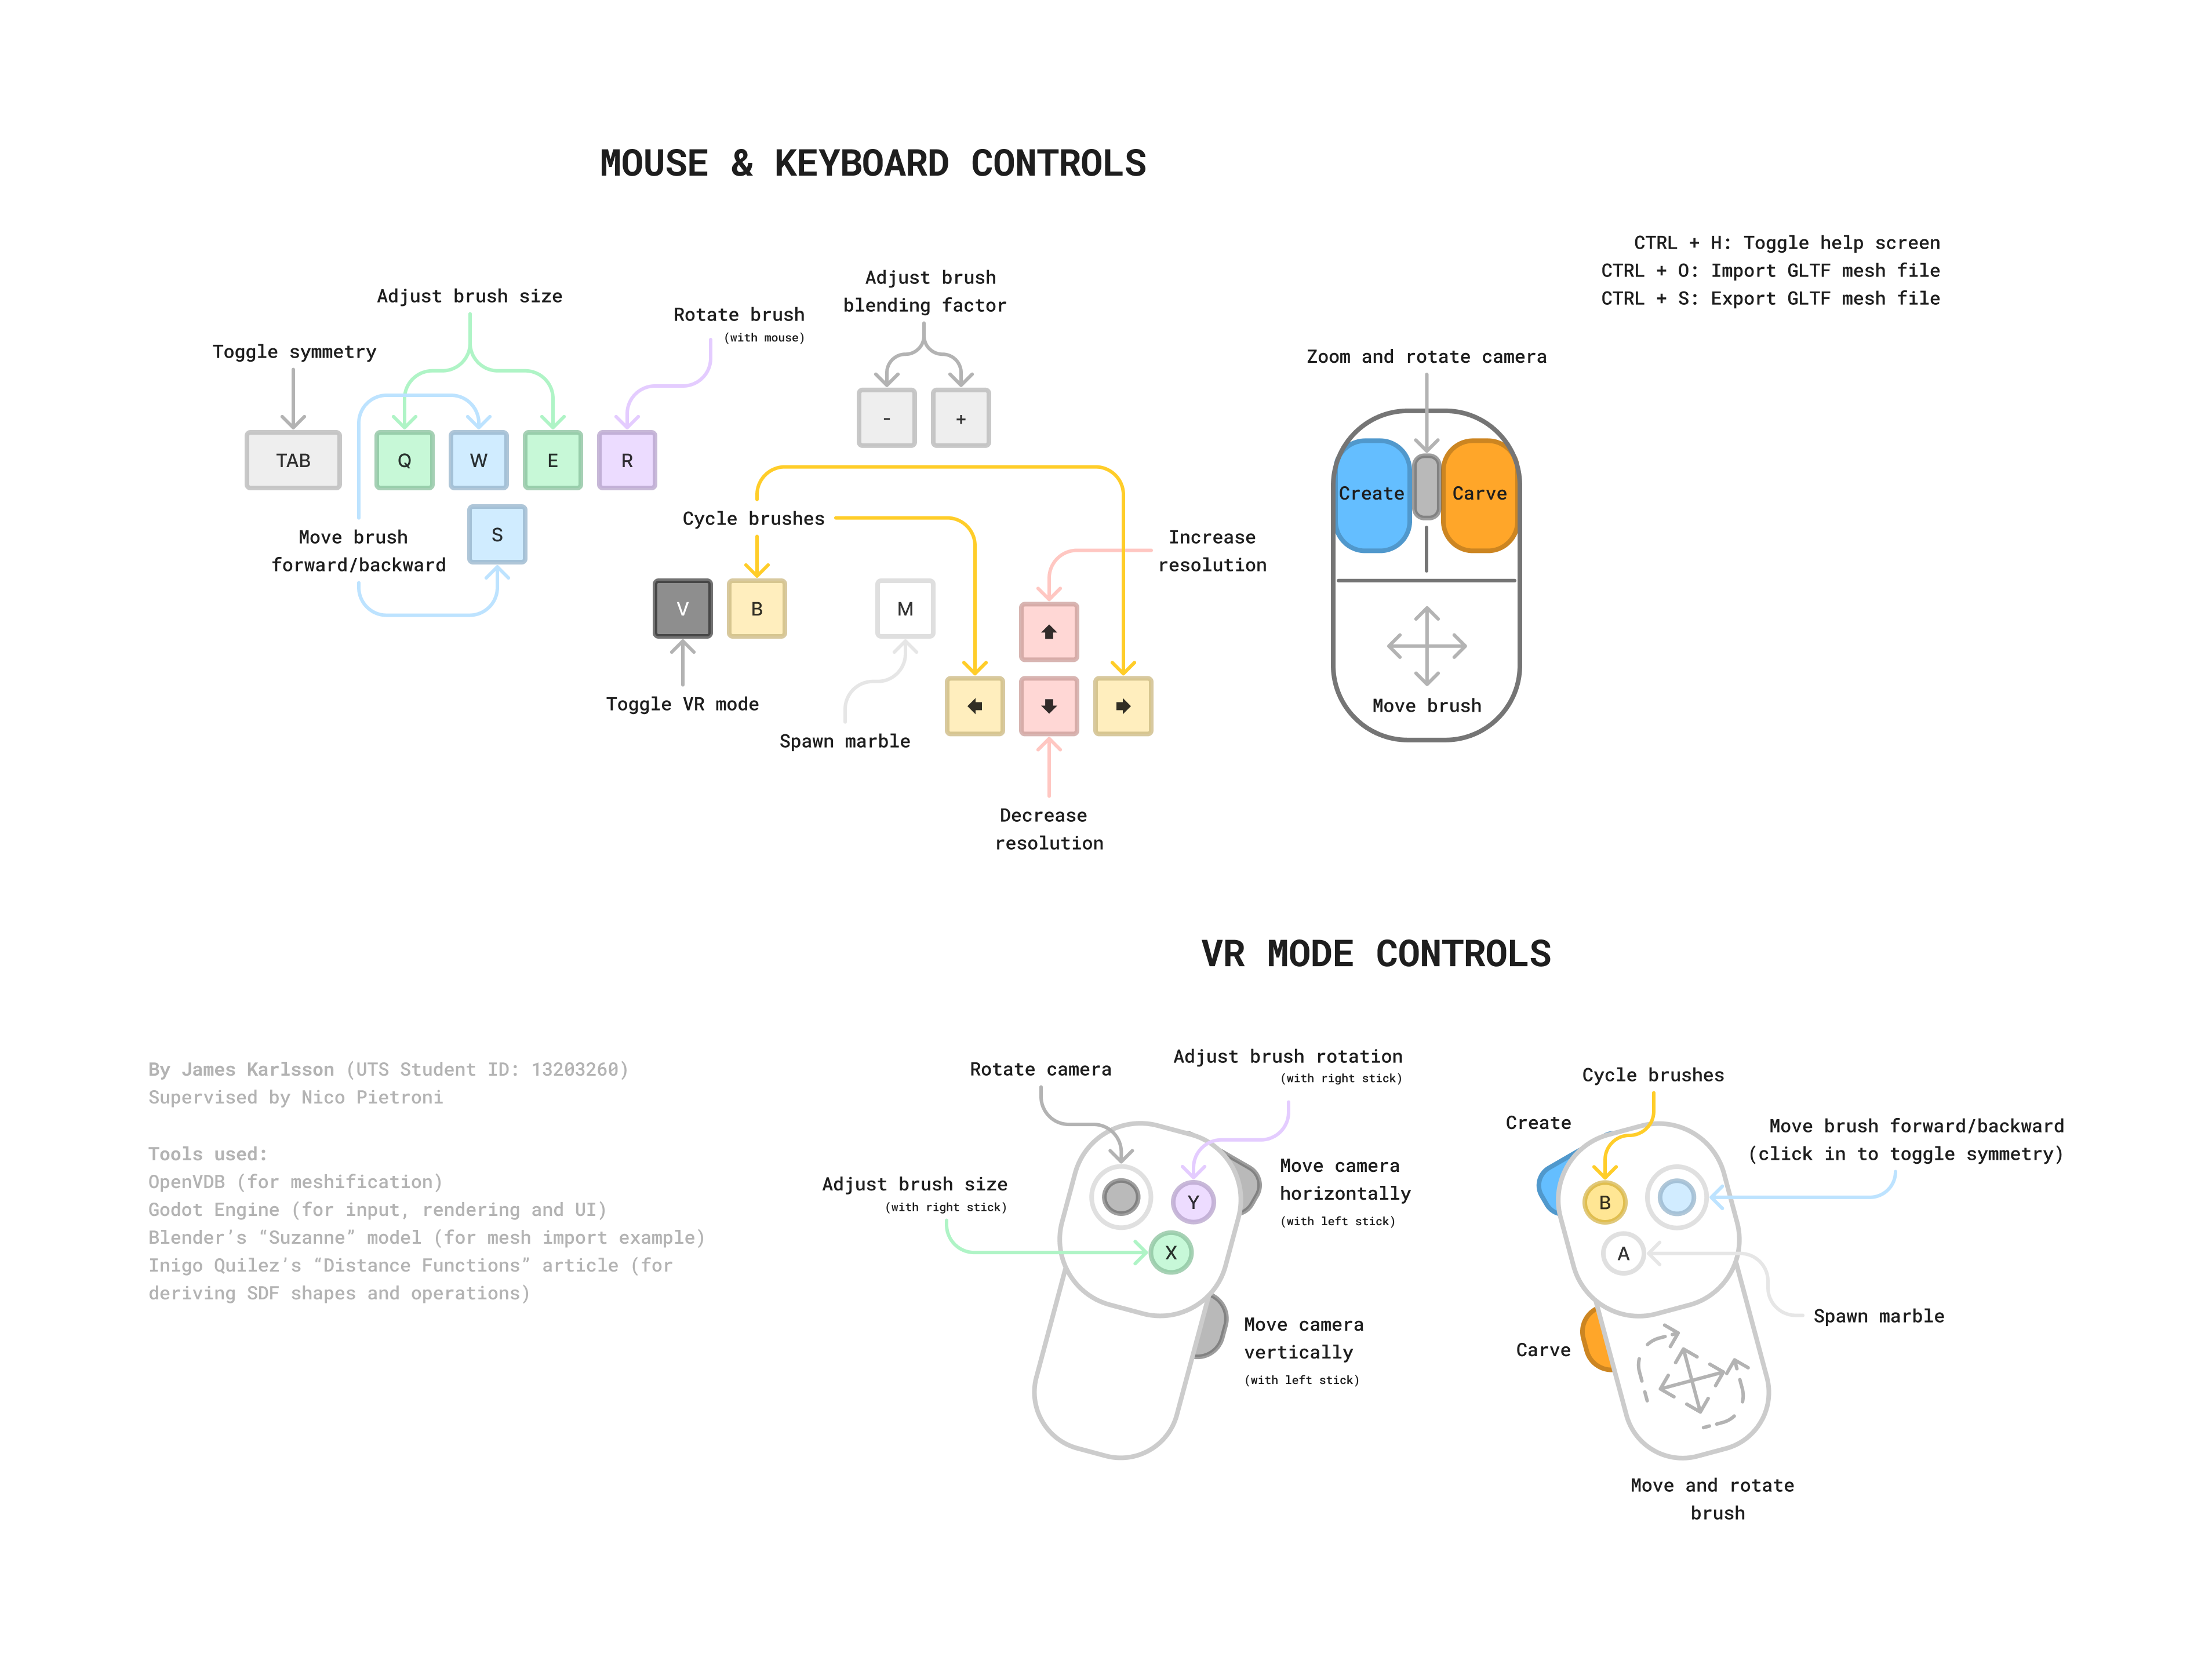 MOUSE & KEYBOARD CONTROLS
CTRL + H: Toggle help screen
CTRL + O: Import GLTF mesh file
CTRL + S: Export GLTF mesh file
Adjust brush
blending factor
Adjust brush size
Rotate brush
(with mouse)
Toggle symmetry
Zoom and rotate camera
-
+
TAB
Q
W
E
R
Create
Carve
Cycle brushes
S
Move brush
forward/backward
Increase
resolution
V
B
M
Toggle VR mode
Move brush
Spawn marble
Decrease
resolution
VR MODE CONTROLS
By James Karlsson (UTS Student ID: 13203260)
Supervised by Nico Pietroni
Tools used:
OpenVDB (for meshification)
Godot Engine (for input, rendering and UI)
Blender’s “Suzanne” model (for mesh import example)
Inigo Quilez’s “Distance Functions” article (for
deriving SDF shapes and operations)
Rotate camera
Adjust brush rotation
(with right stick)
Adjust brush size
(with right stick)
Y
X
Move camera
horizontally
(with left stick)
Move camera
vertically
(with left stick)
Cycle brushes
Create
Move brush forward/backward
(click in to toggle symmetry)
B
A
Spawn marble
Carve
Move and rotate
brush